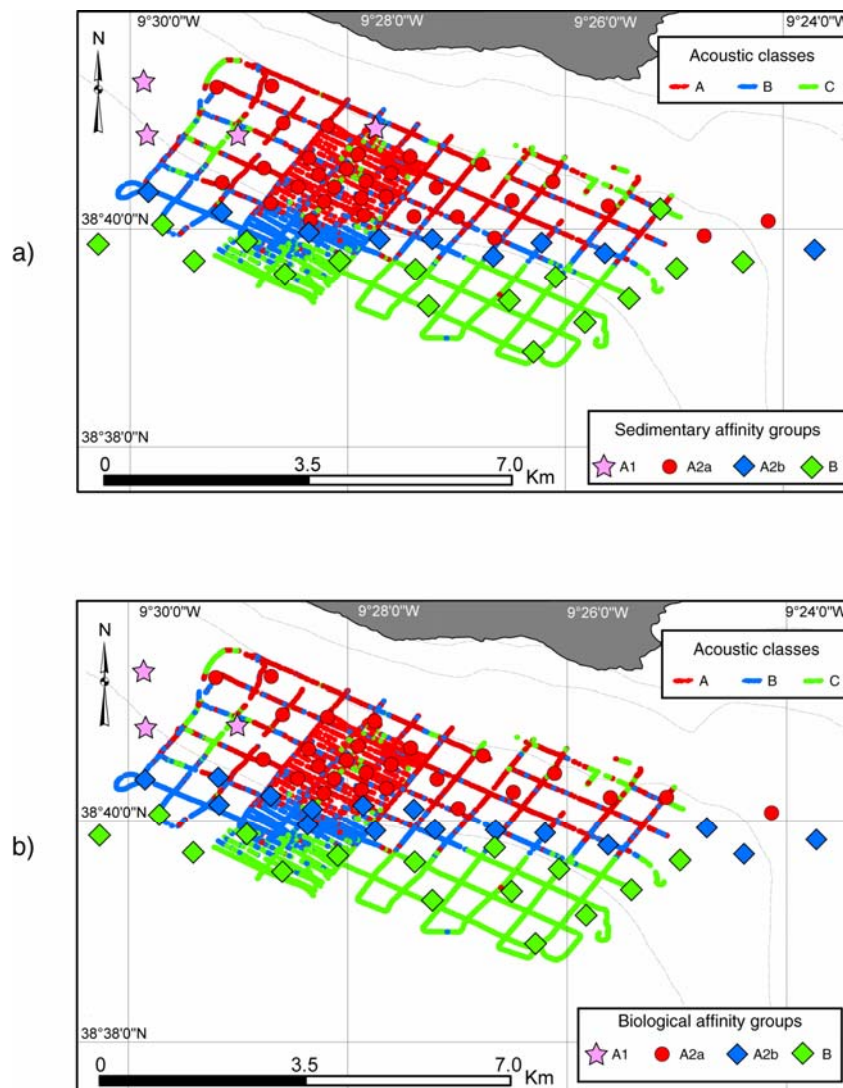 a)
9°30'0"W 9°28'0"W 9°26'0"W 9°24'0"W
N
Acoustic classes
A B C
38°40'0"N
38°38'0"N
0 3.5 7.0
Km
Sedimentary affinity groups
A1 A2a A2b B
b)
9°30'0"W 9°28'0"W 9°26'0"W 9°24'0"W
N
Acoustic classes
A B C
38°40'0"N
38°38'0"N
0 3.5 7.0
Km
Biological affinity groups
A1 A2a A2b B